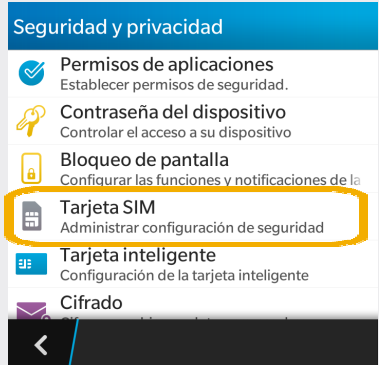 Seguridad y privacidad
Permisos de aplicaciones
Establecer permisos de seguridad.
Contraseña del dispositivo
Controlar el acceso a su dispositivo
Bloqueo de pantalla
Configurar las funciones y notificaciones de la
Tarjeta SIM
Administrar configuración de seguridad
Tarjeta inteligente
Configuración de la tarjeta inteligente
Cifrado